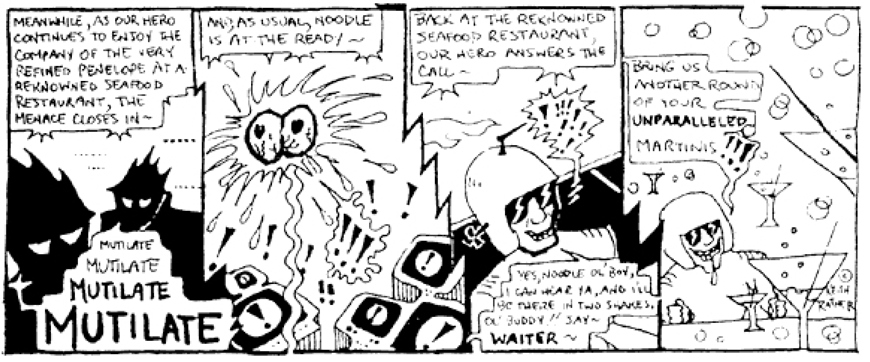 MEANWHILE, AS OUR HERO
CONTINUES TO ENJOY THE
COMPANY OF THE VERY
REFINED PENELOPE AT A
REKNOWNED SEAFOOD
RESTAURANT, THE
MENACE CLOSES IN~
MUTILATE
MUTILATE
MUTILATE
MUTILATE
AND, AS USUAL, NOODLE
IS AT THE READY~
!
!!!
!
BACK AT THE REKNOWNED
SEAFOOD RESTAURANT,
OUR HERO ANSWERS THE
CALL~
!!!
YES, NOODLE OL' BOY,
I CAN HEAR YA, AND I'LL
BE THERE IN TWO SHAKES,
OL' BUDDY!! SAY~
WAITER~
BRING US
ANOTHER ROUND
OF YOUR
UNPARALLELED
MARTINIS
!!!
RATHER